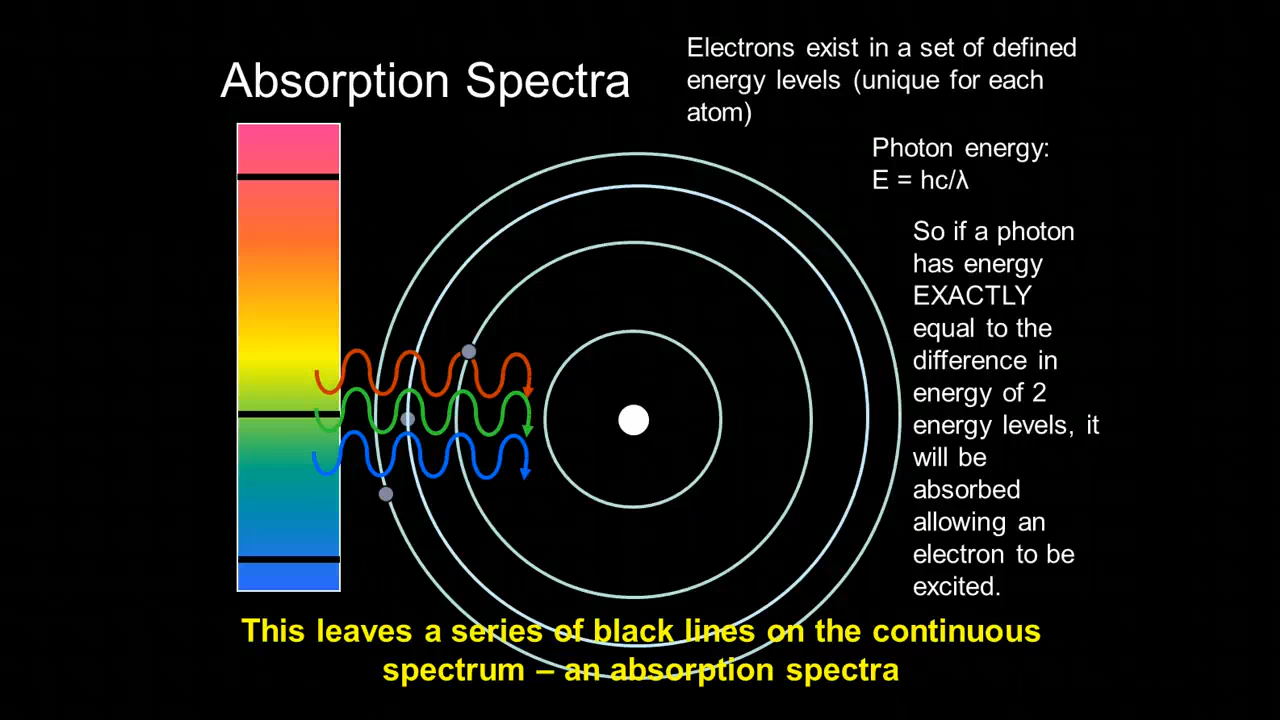 Absorption Spectra
Electrons exist in a set of defined
energy levels (unique for each
atom)
Photon energy:
E = hc/λ
So if a photon
has energy
EXACTLY
equal to the
difference in
energy of 2
energy levels, it
will be
absorbed
allowing an
electron to be
excited.
This leaves a series of black lines on the continuous
spectrum – an absorption spectra